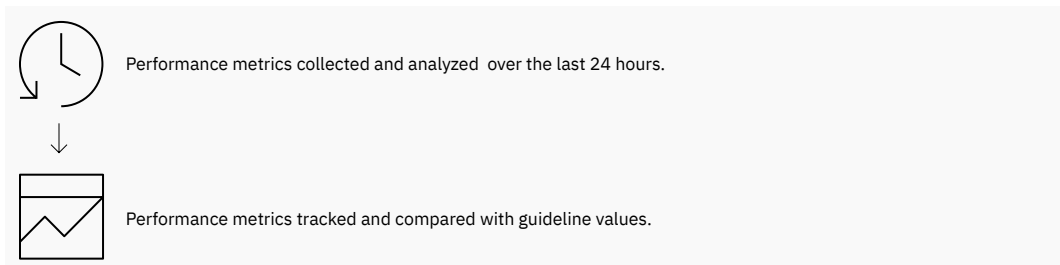 Performance metrics collected and analyzed  over the last 24 hours.
Performance metrics tracked and compared with guideline values.